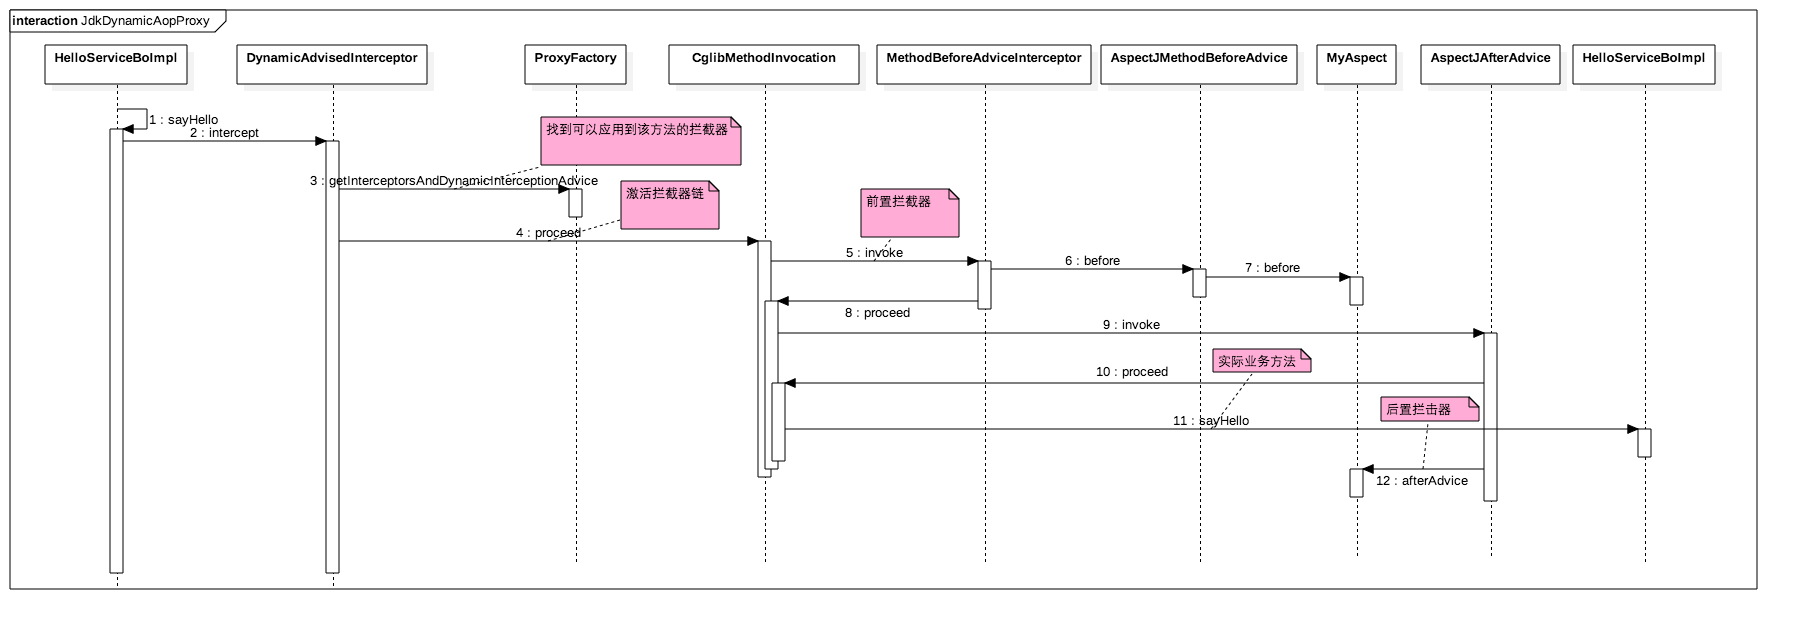 interaction JdkDynamicAopProxy
HelloServiceBoImpl
DynamicAdvisedInterceptor
ProxyFactory
CglibMethodInvocation
MethodBeforeAdviceInterceptor
AspectJMethodBeforeAdvice
MyAspect
AspectJAfterAdvice
HelloServiceBoImpl
1 : sayHello
2 : intercept
找到可以应用到该方法的拦截器
3 : getInterceptorsAndDynamicInterceptionAdvice
激活拦截器链
前置拦截器
4 : proceed
5 : invoke
6 : before
7 : before
8 : proceed
9 : invoke
实际业务方法
10 : proceed
后置拦击器
11 : sayHello
12 : afterAdvice